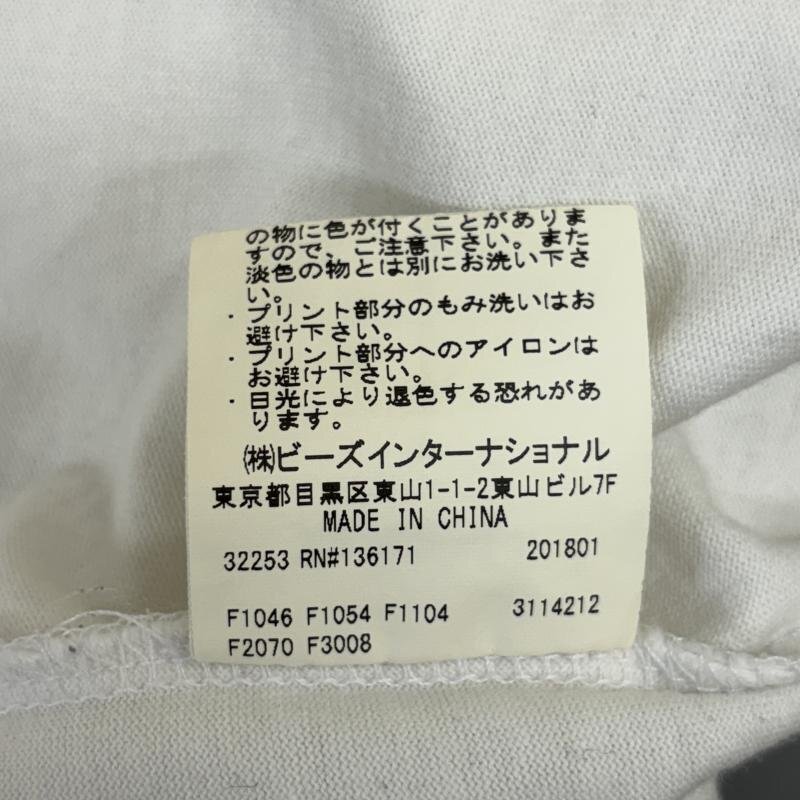 の物に色が付くことがありま
すので、ご注意下さい。また
淡色の物とは別にお洗い下さ
い。
・プリント部分のもみ洗いはお
避け下さい。
・プリント部分へのアイロンは
お避け下さい。
・日光により退色する恐れがあ
ります。
㈱ビーズインターナショナル
東京都目黒区東山1-1-2東山ビル7F
MADE IN CHINA
32253 RN#136171 201801
F1046 F1054 F1104 3114212
F2070 F3008